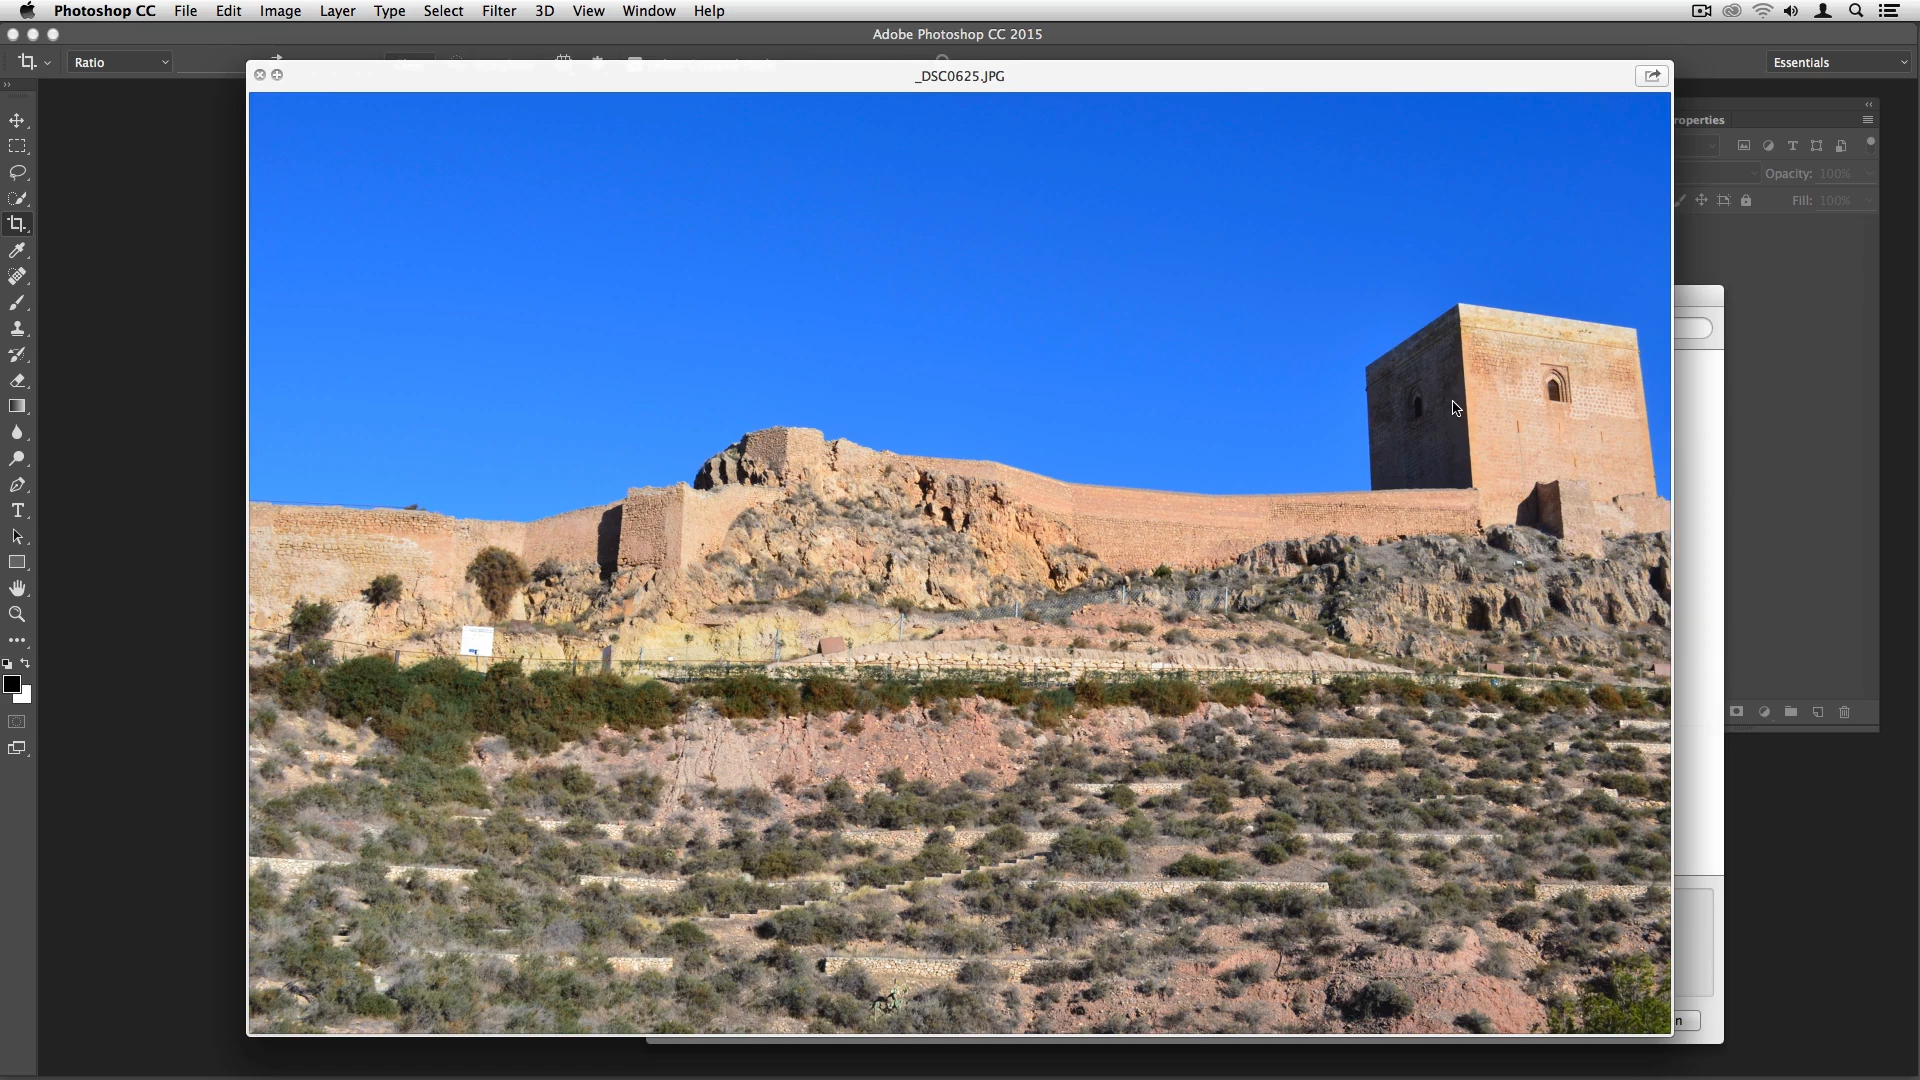 Photoshop CC File Edit Image Layer Type Select Filter 3D View Window Help
Adobe Photoshop CC 2015
Ratio
Essentials
_DSC0625.JPG
roperties
Opacity: 100%
Fill: 100%
n